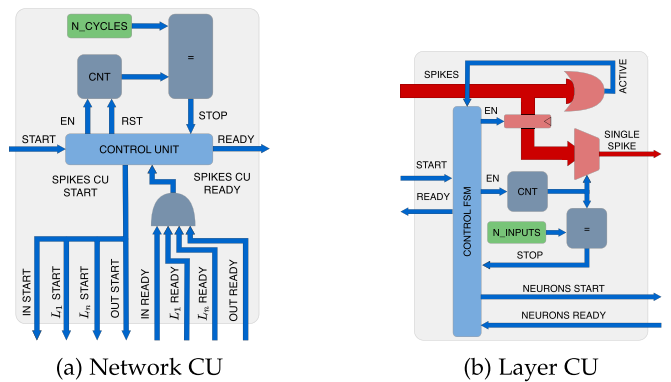 N_CYCLES
=
CNT
EN
RST
STOP
START
READY
CONTROL UNIT
SPIKES CU
START
SPIKES CU
READY
IN START
L1 START
Ln START
OUT START
IN READY
L1 READY
Ln READY
OUT READY
(a) Network CU
SPIKES
ACTIVE
EN
SINGLE
SPIKE
START
READY
CONTROL FSM
EN
CNT
N_INPUTS
=
STOP
NEURONS START
NEURONS READY
(b) Layer CU